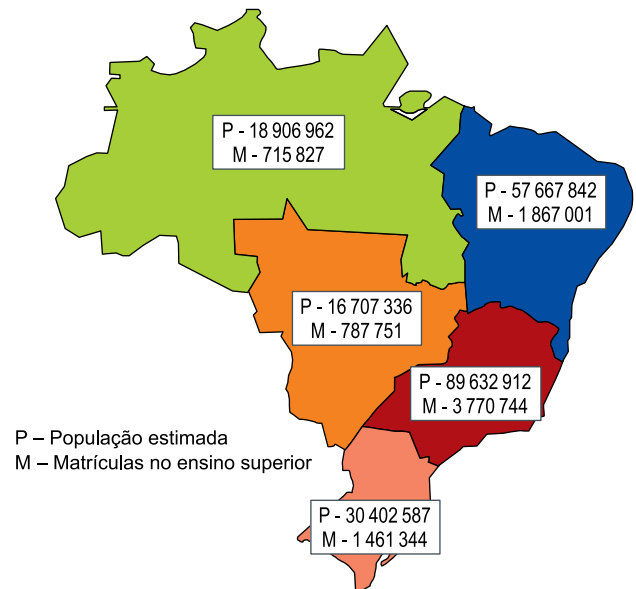 P - 18 906 962
M - 715 827
P - 57 667 842
M - 1 867 001
P - 16 707 336
M - 787 751
P - 89 632 912
M - 3 770 744
P – População estimada
M – Matrículas no ensino superior
P - 30 402 587
M - 1 461 344